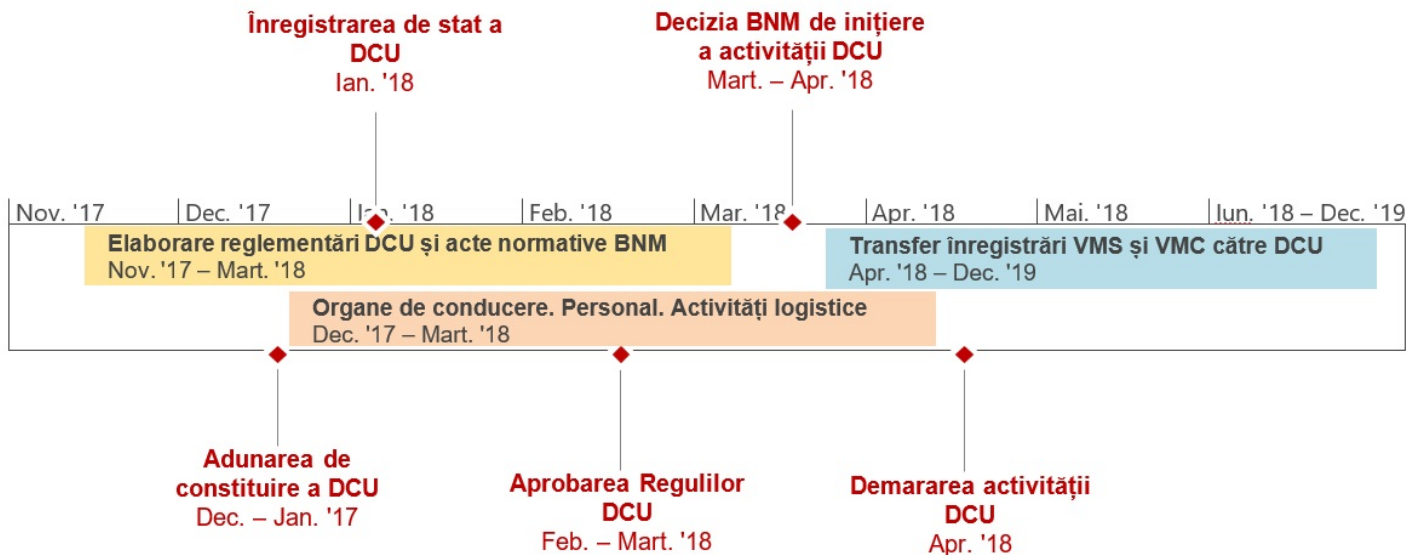 Înregistrarea de stat a
DCU
Ian. '18
Decizia BNM de inițiere
a activității DCU
Mart. – Apr. '18
Nov. '17
Dec. '17
Ian. '18
Feb. '18
Mar. '18
Apr. '18
Mai. '18
Iun. '18 – Dec. '19
Elaborare reglementări DCU și acte normative BNM
Nov. '17 – Mart. '18
Transfer înregistrări VMS și VMC către DCU
Apr. '18 – Dec. '19
Organe de conducere. Personal. Activități logistice
Dec. '17 – Mart. '18
Adunarea de
constituire a DCU
Dec. – Jan. '17
Aprobarea Regulilor
DCU
Feb. – Mart. '18
Demararea activității
DCU
Apr. '18